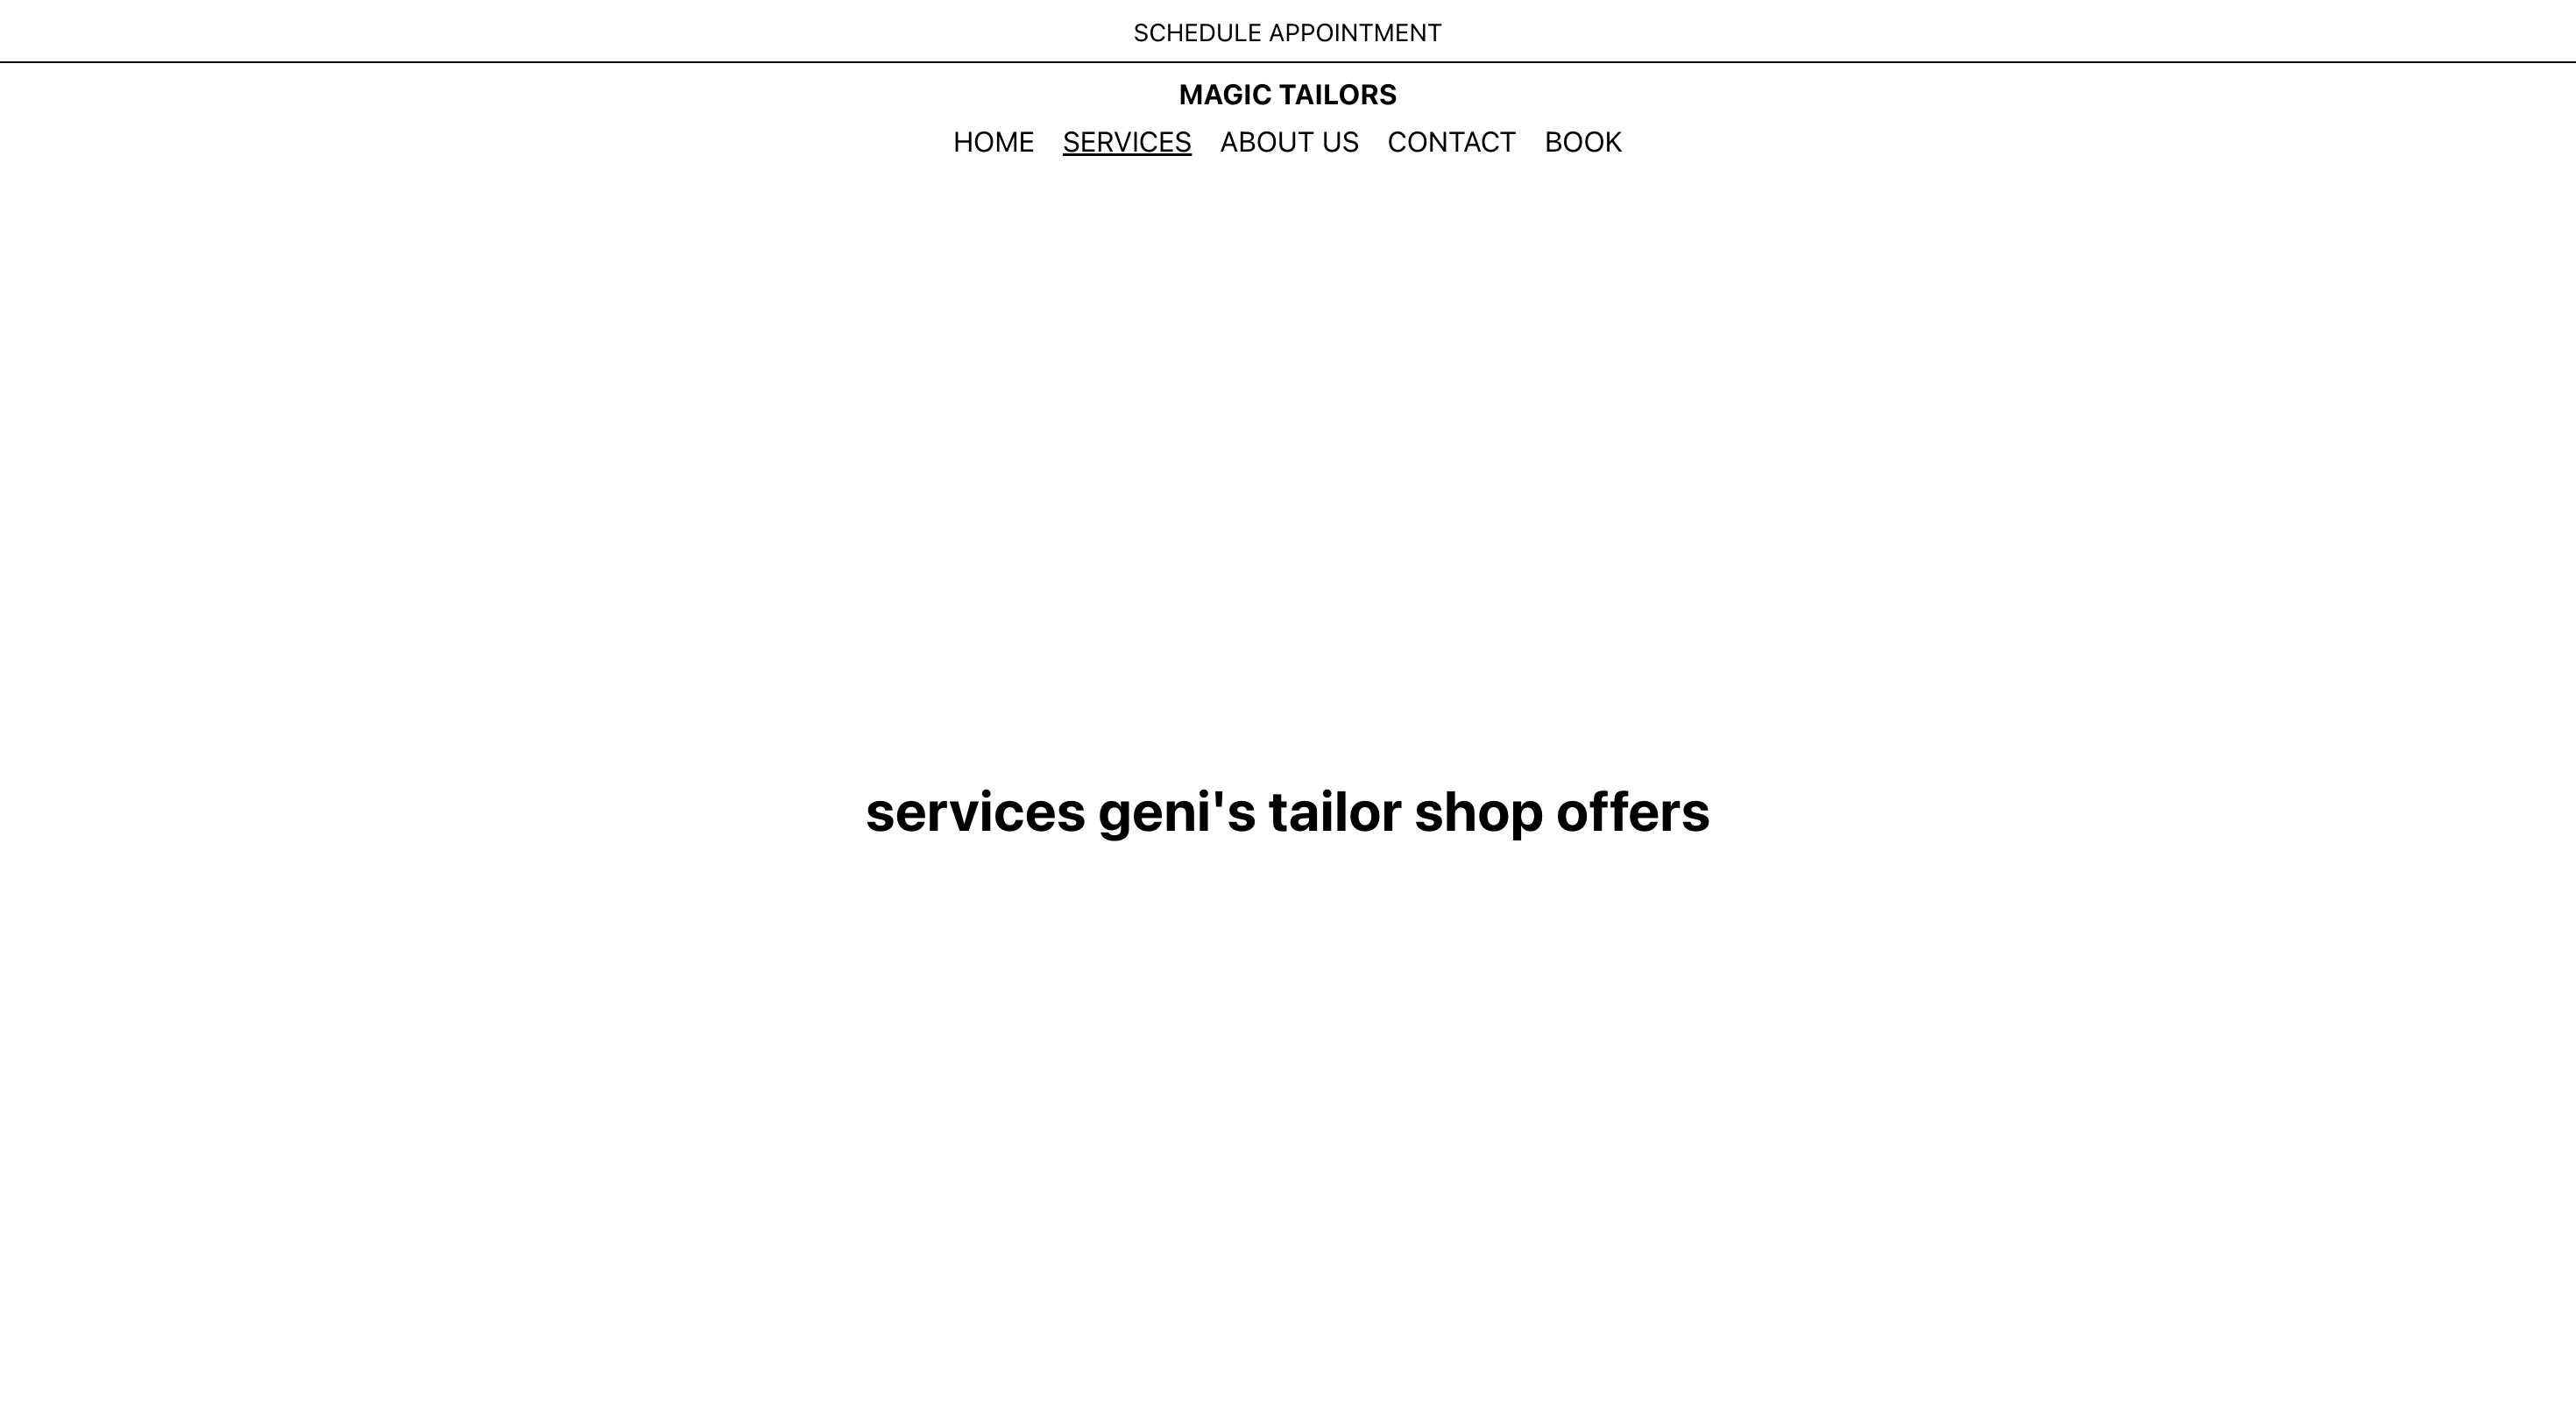 SCHEDULE APPOINTMENT
MAGIC TAILORS
HOME SERVICES ABOUT US CONTACT BOOK
services geni's tailor shop offers